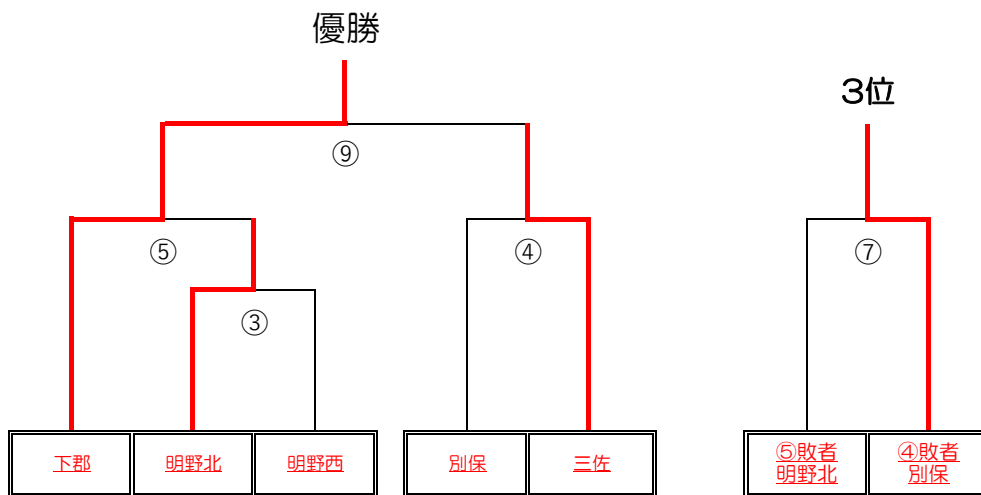 優勝
3位
⑨
⑤
④
⑦
③
下郡
明野北
明野西
別保
三佐
⑤敗者
明野北
④敗者
別保